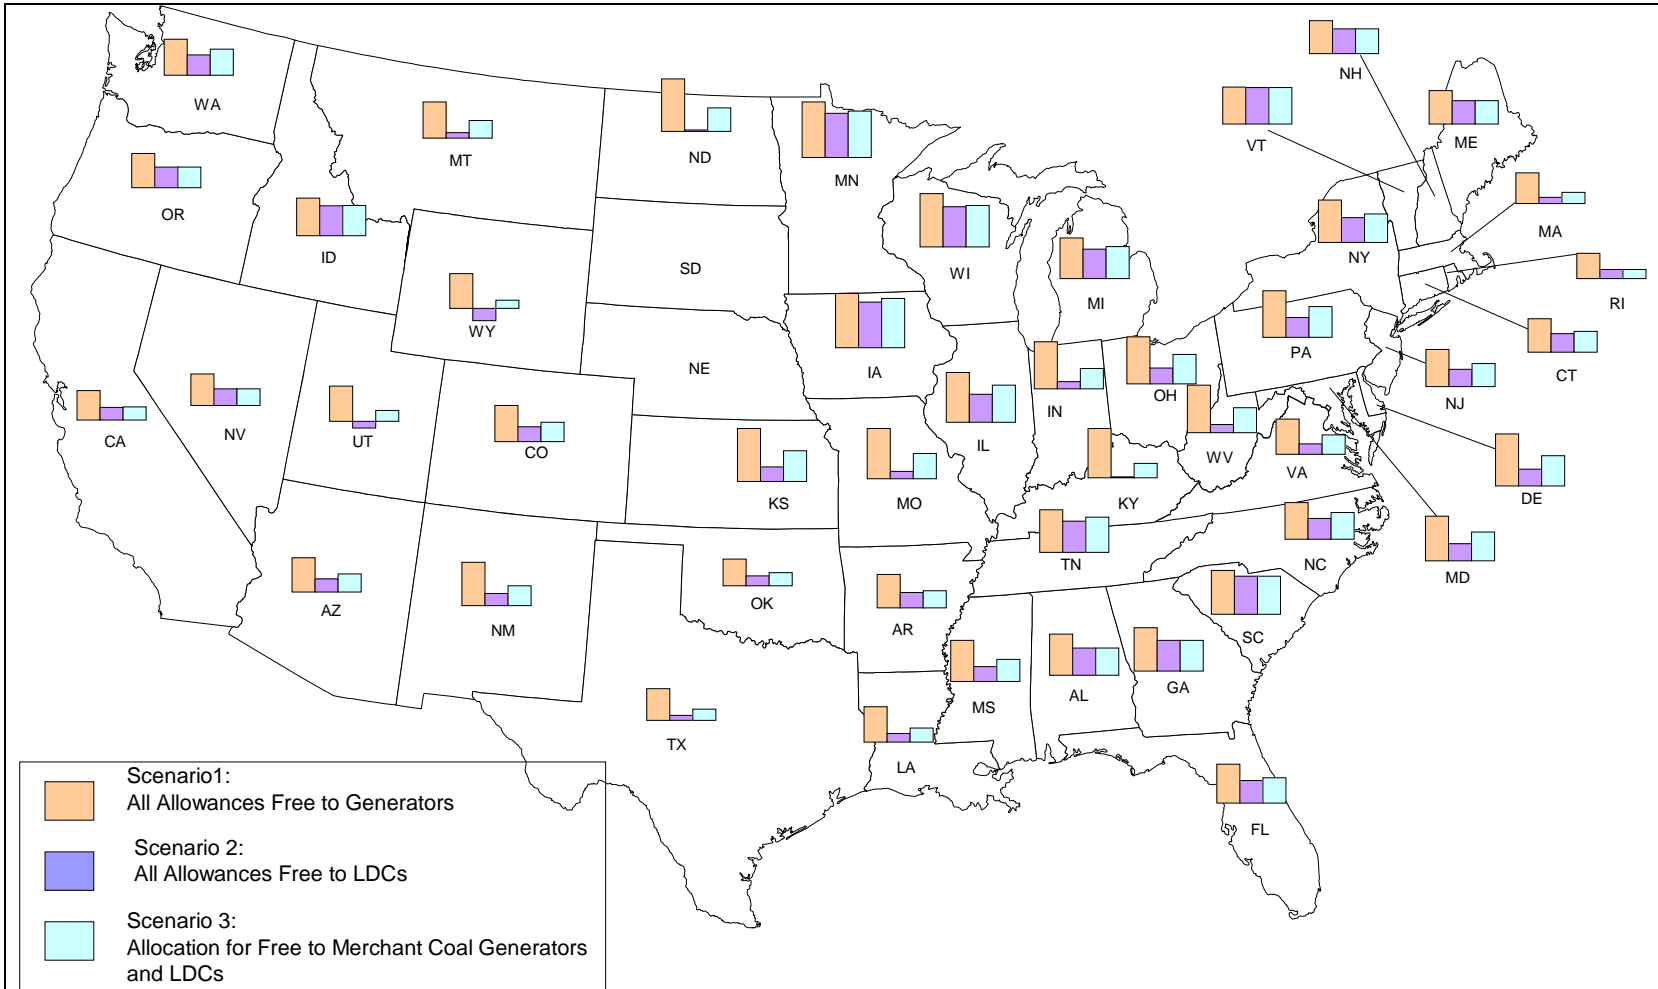 NH
WA
VT
ME
MT
ND
MN
OR
MA
ID
NY
SD
WI
MI
RI
WY
PA
NE
IA
CT
NJ
CA
NV
UT
CO
IN
OH
IL
WV
VA
KS
MO
KY
DE
TN
NC
MD
AZ
NM
OK
AR
SC
MS
AL
GA
TX
LA
FL
Scenario1:
All Allowances Free to Generators
Scenario 2:
All Allowances Free to LDCs
Scenario 3:
Allocation for Free to Merchant Coal Generators
and LDCs